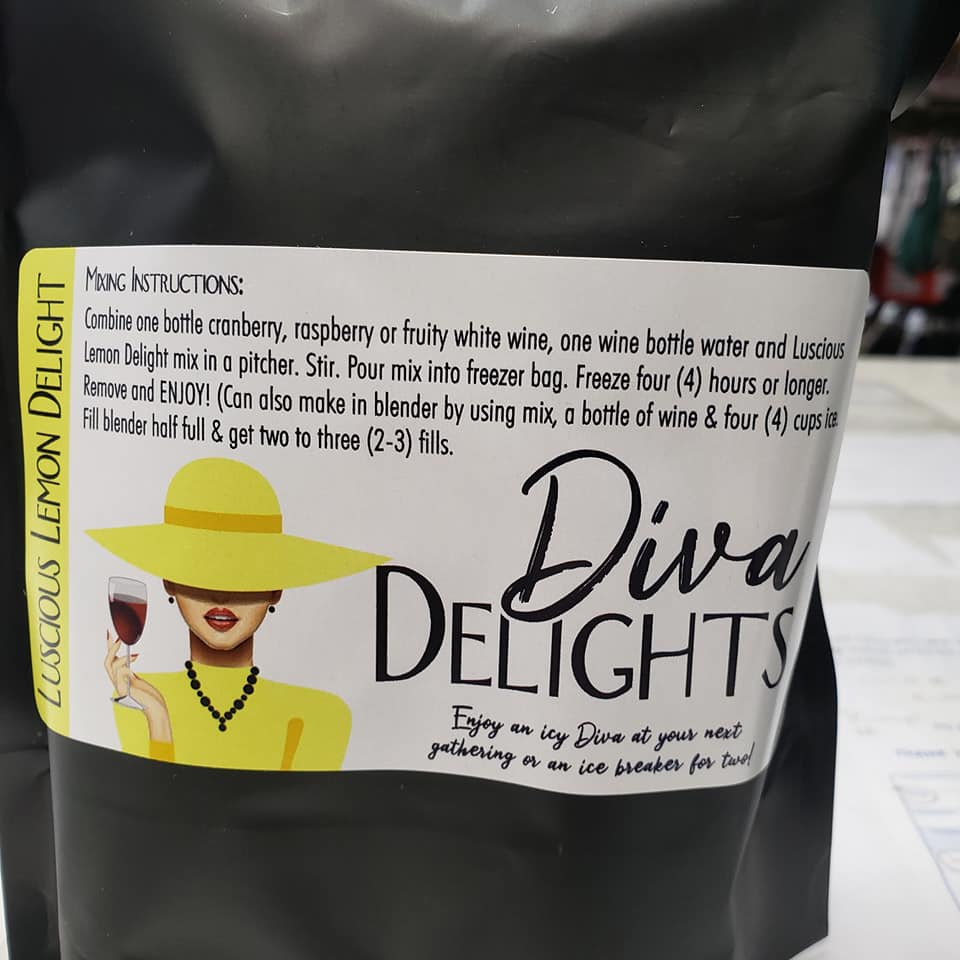 LUSCIOUS LEMON DELIGHT
MIXING INSTRUCTIONS:
Combine one bottle cranberry, raspberry or fruity white wine, one wine bottle water and Luscious
Lemon Delight mix in a pitcher. Stir. Pour mix into freezer bag. Freeze four (4) hours or longer.
Remove and ENJOY! (Can also make in blender by using mix, a bottle of wine & four (4) cups ice.
Fill blender half full & get two to three (2-3) fills.
Diva
DELIGHTS
Enjoy an icy Diva at your next
gathering or an ice breaker for two!